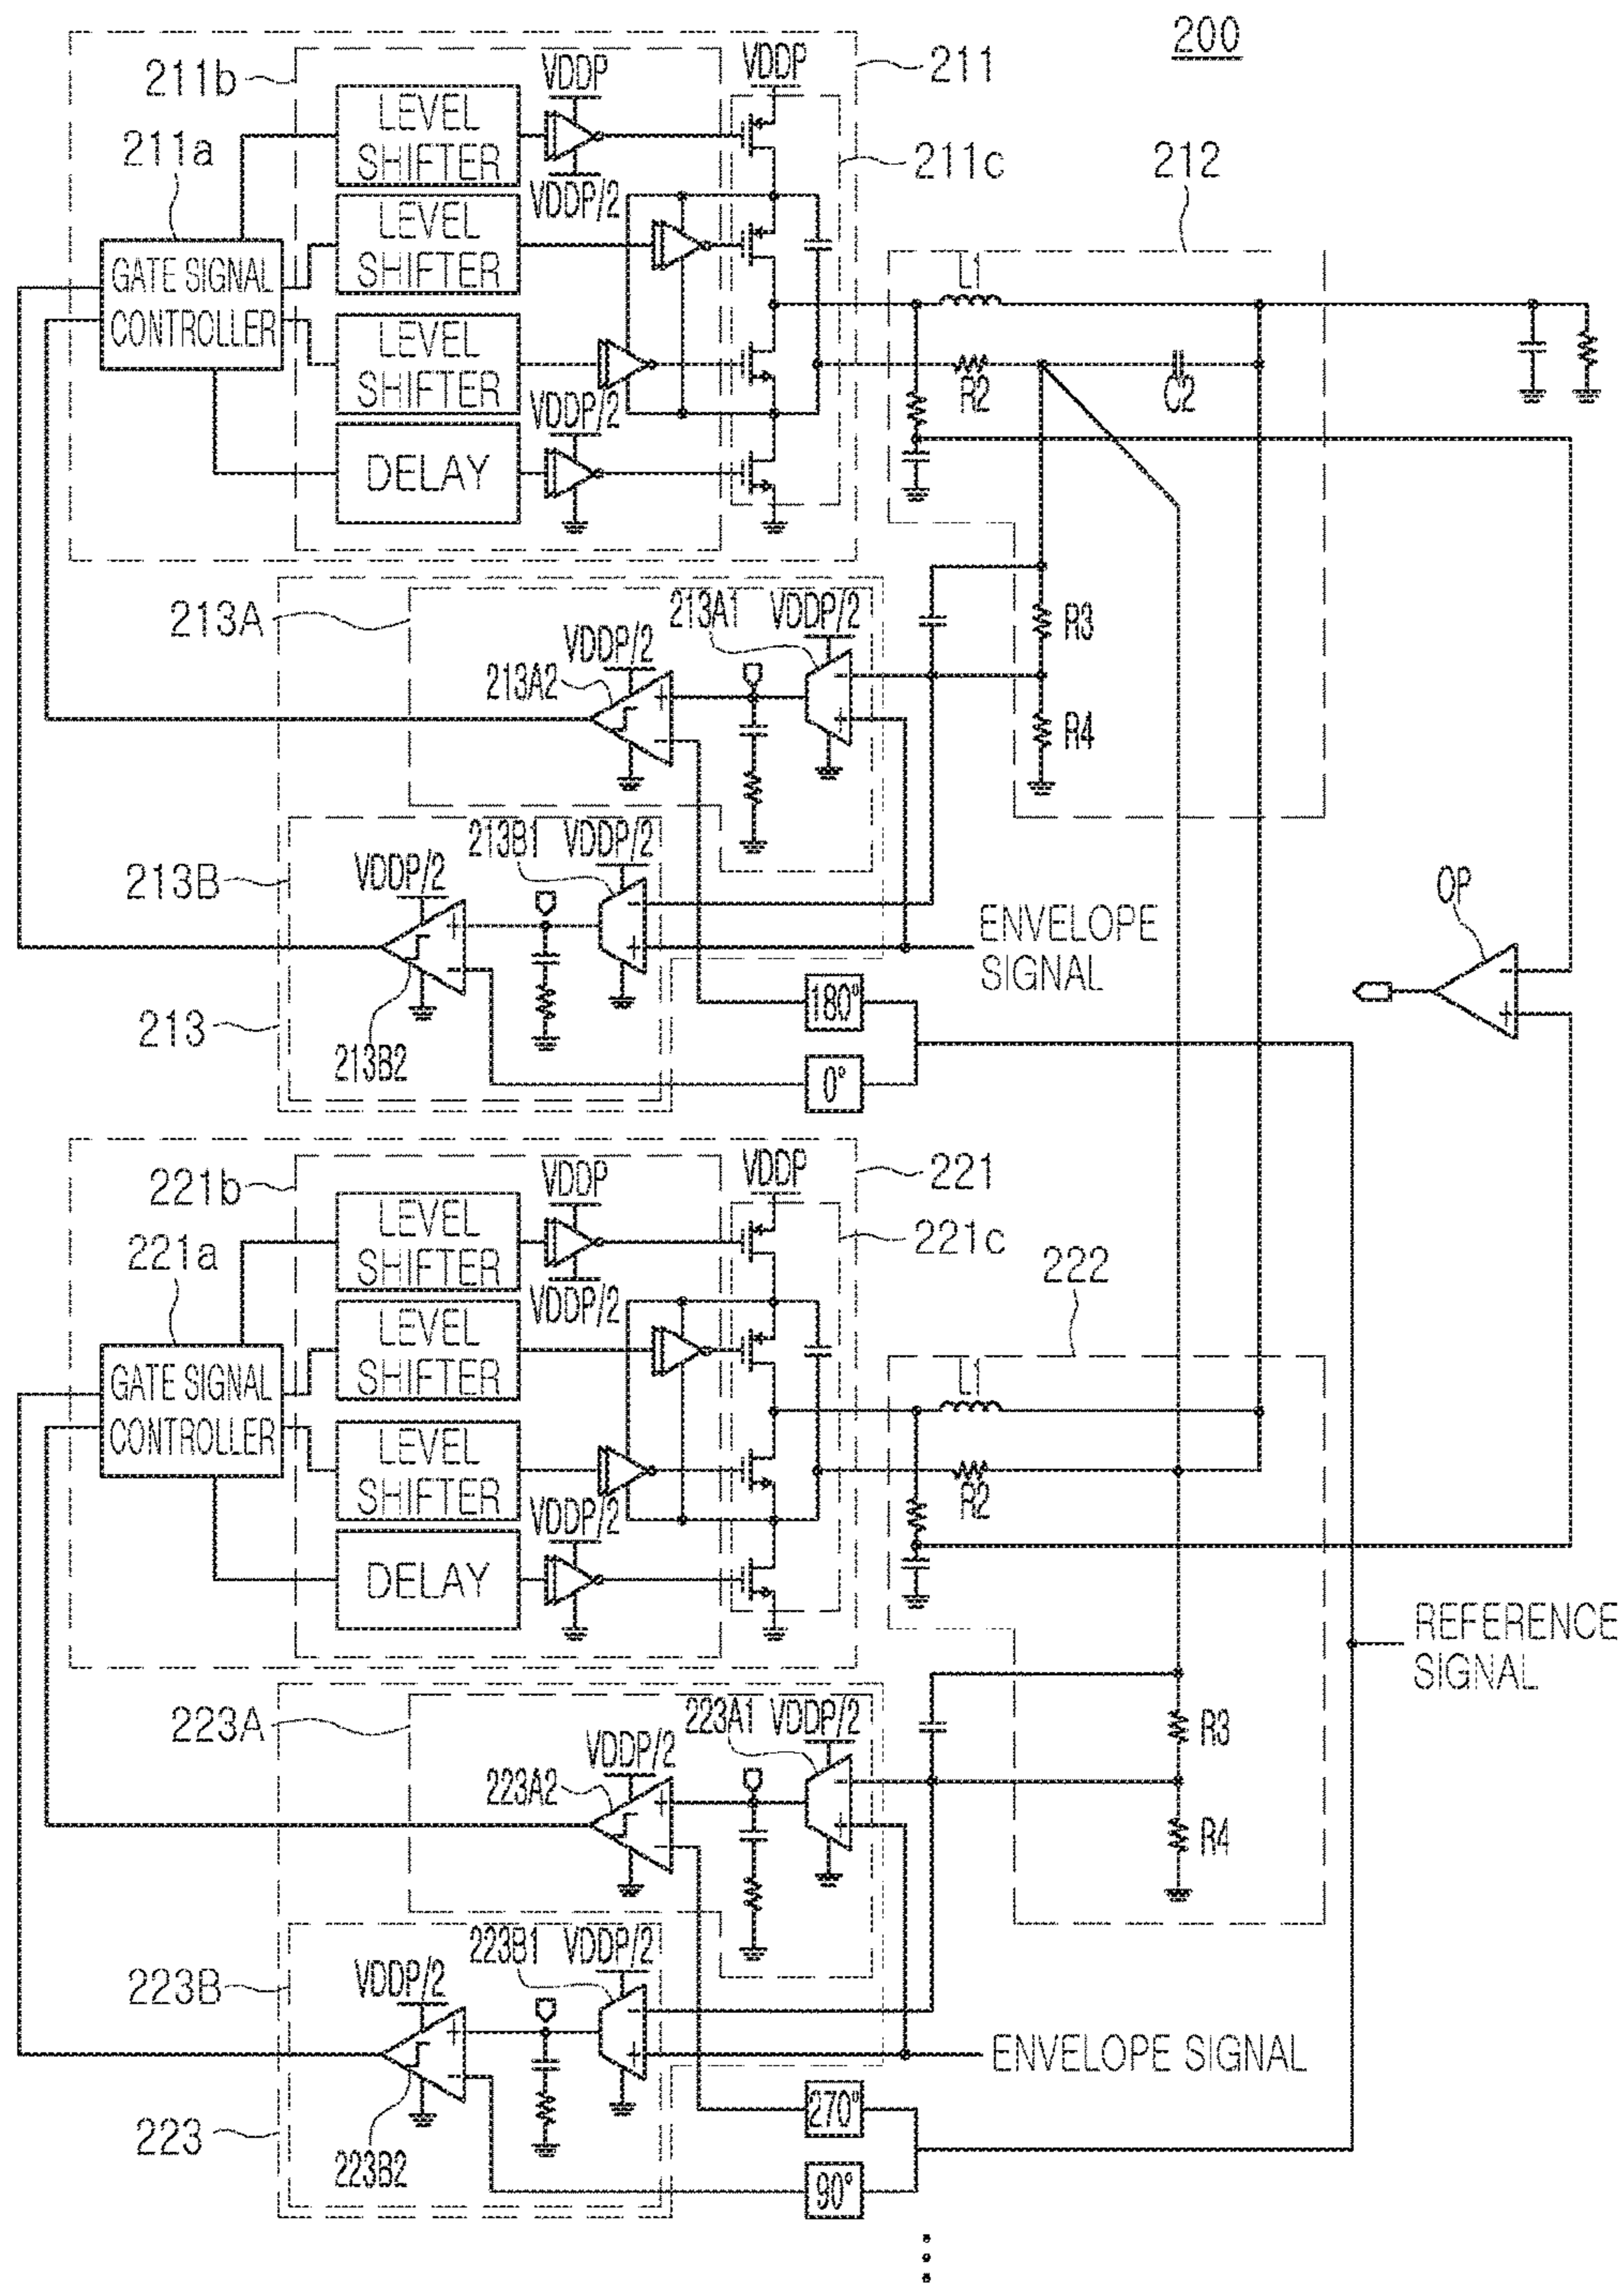 200
211b
VDDP
VDDP
211
LEVEL
SHIFTER
211a
211c
212
VDDP/2
LEVEL
SHIFTER
GATE SIGNAL
CONTROLLER
L1
LEVEL
SHIFTER
R2
C2
VDDP/2
DELAY
213A
213A1
VDDP/2
VDDP/2
R3
213A2
R4
213B1
VDDP/2
213B
VDDP/2
OP
ENVELOPE
SIGNAL
180°
213
213B2
0°
221b
VDDP
VDDP
221
LEVEL
SHIFTER
221a
221c
222
VDDP/2
LEVEL
SHIFTER
GATE SIGNAL
CONTROLLER
L1
LEVEL
SHIFTER
R2
VDDP/2
DELAY
REFERENCE
SIGNAL
223A
223A1
VDDP/2
VDDP/2
R3
223A2
R4
223B1
VDDP/2
223B
VDDP/2
ENVELOPE SIGNAL
270°
223
223B2
90°